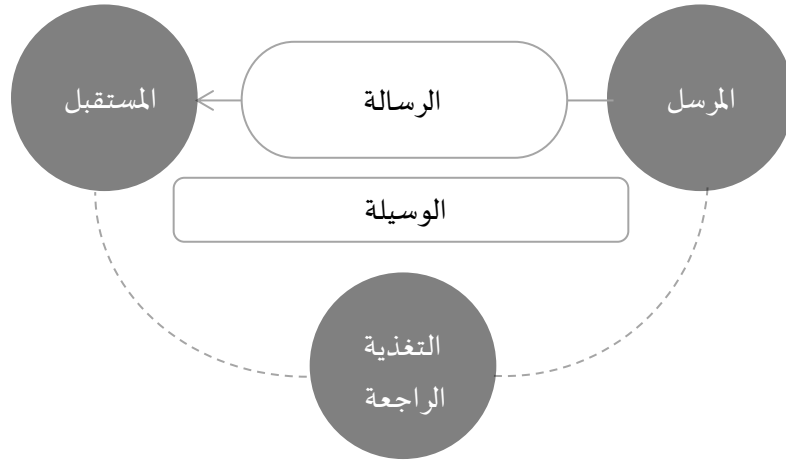 المرسل
الرسالة
المستقبل
الوسيلة
التغذية
الراجعة